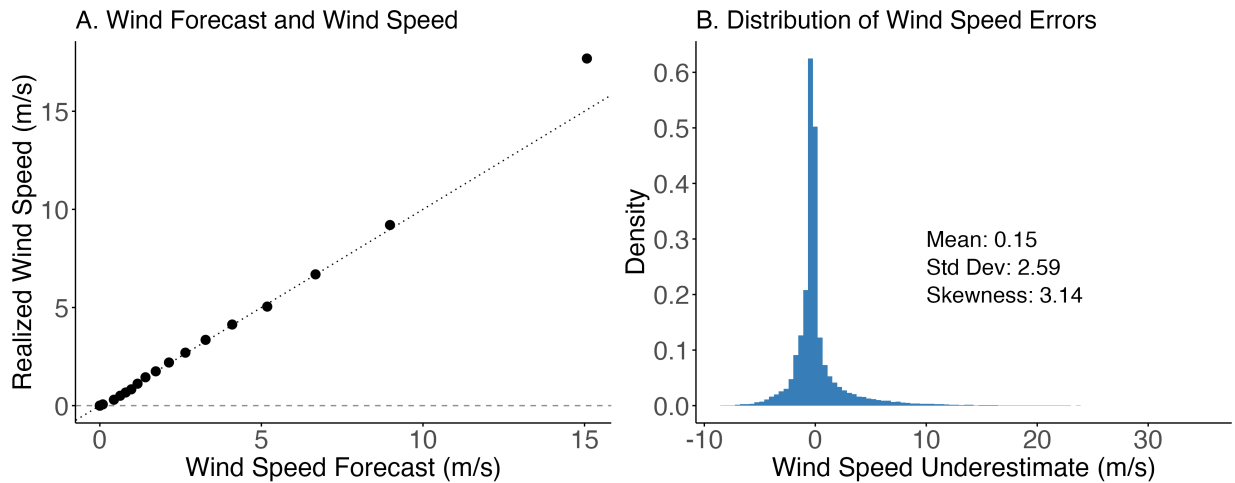 A. Wind Forecast and Wind Speed
Realized Wind Speed (m/s)
15
10
5
0
0 5 10 15
Wind Speed Forecast (m/s)
B. Distribution of Wind Speed Errors
Density
0.6
0.5
0.4
0.3
0.2
0.1
0.0
Mean: 0.15
Std Dev: 2.59
Skewness: 3.14
-10 0 10 20 30
Wind Speed Underestimate (m/s)